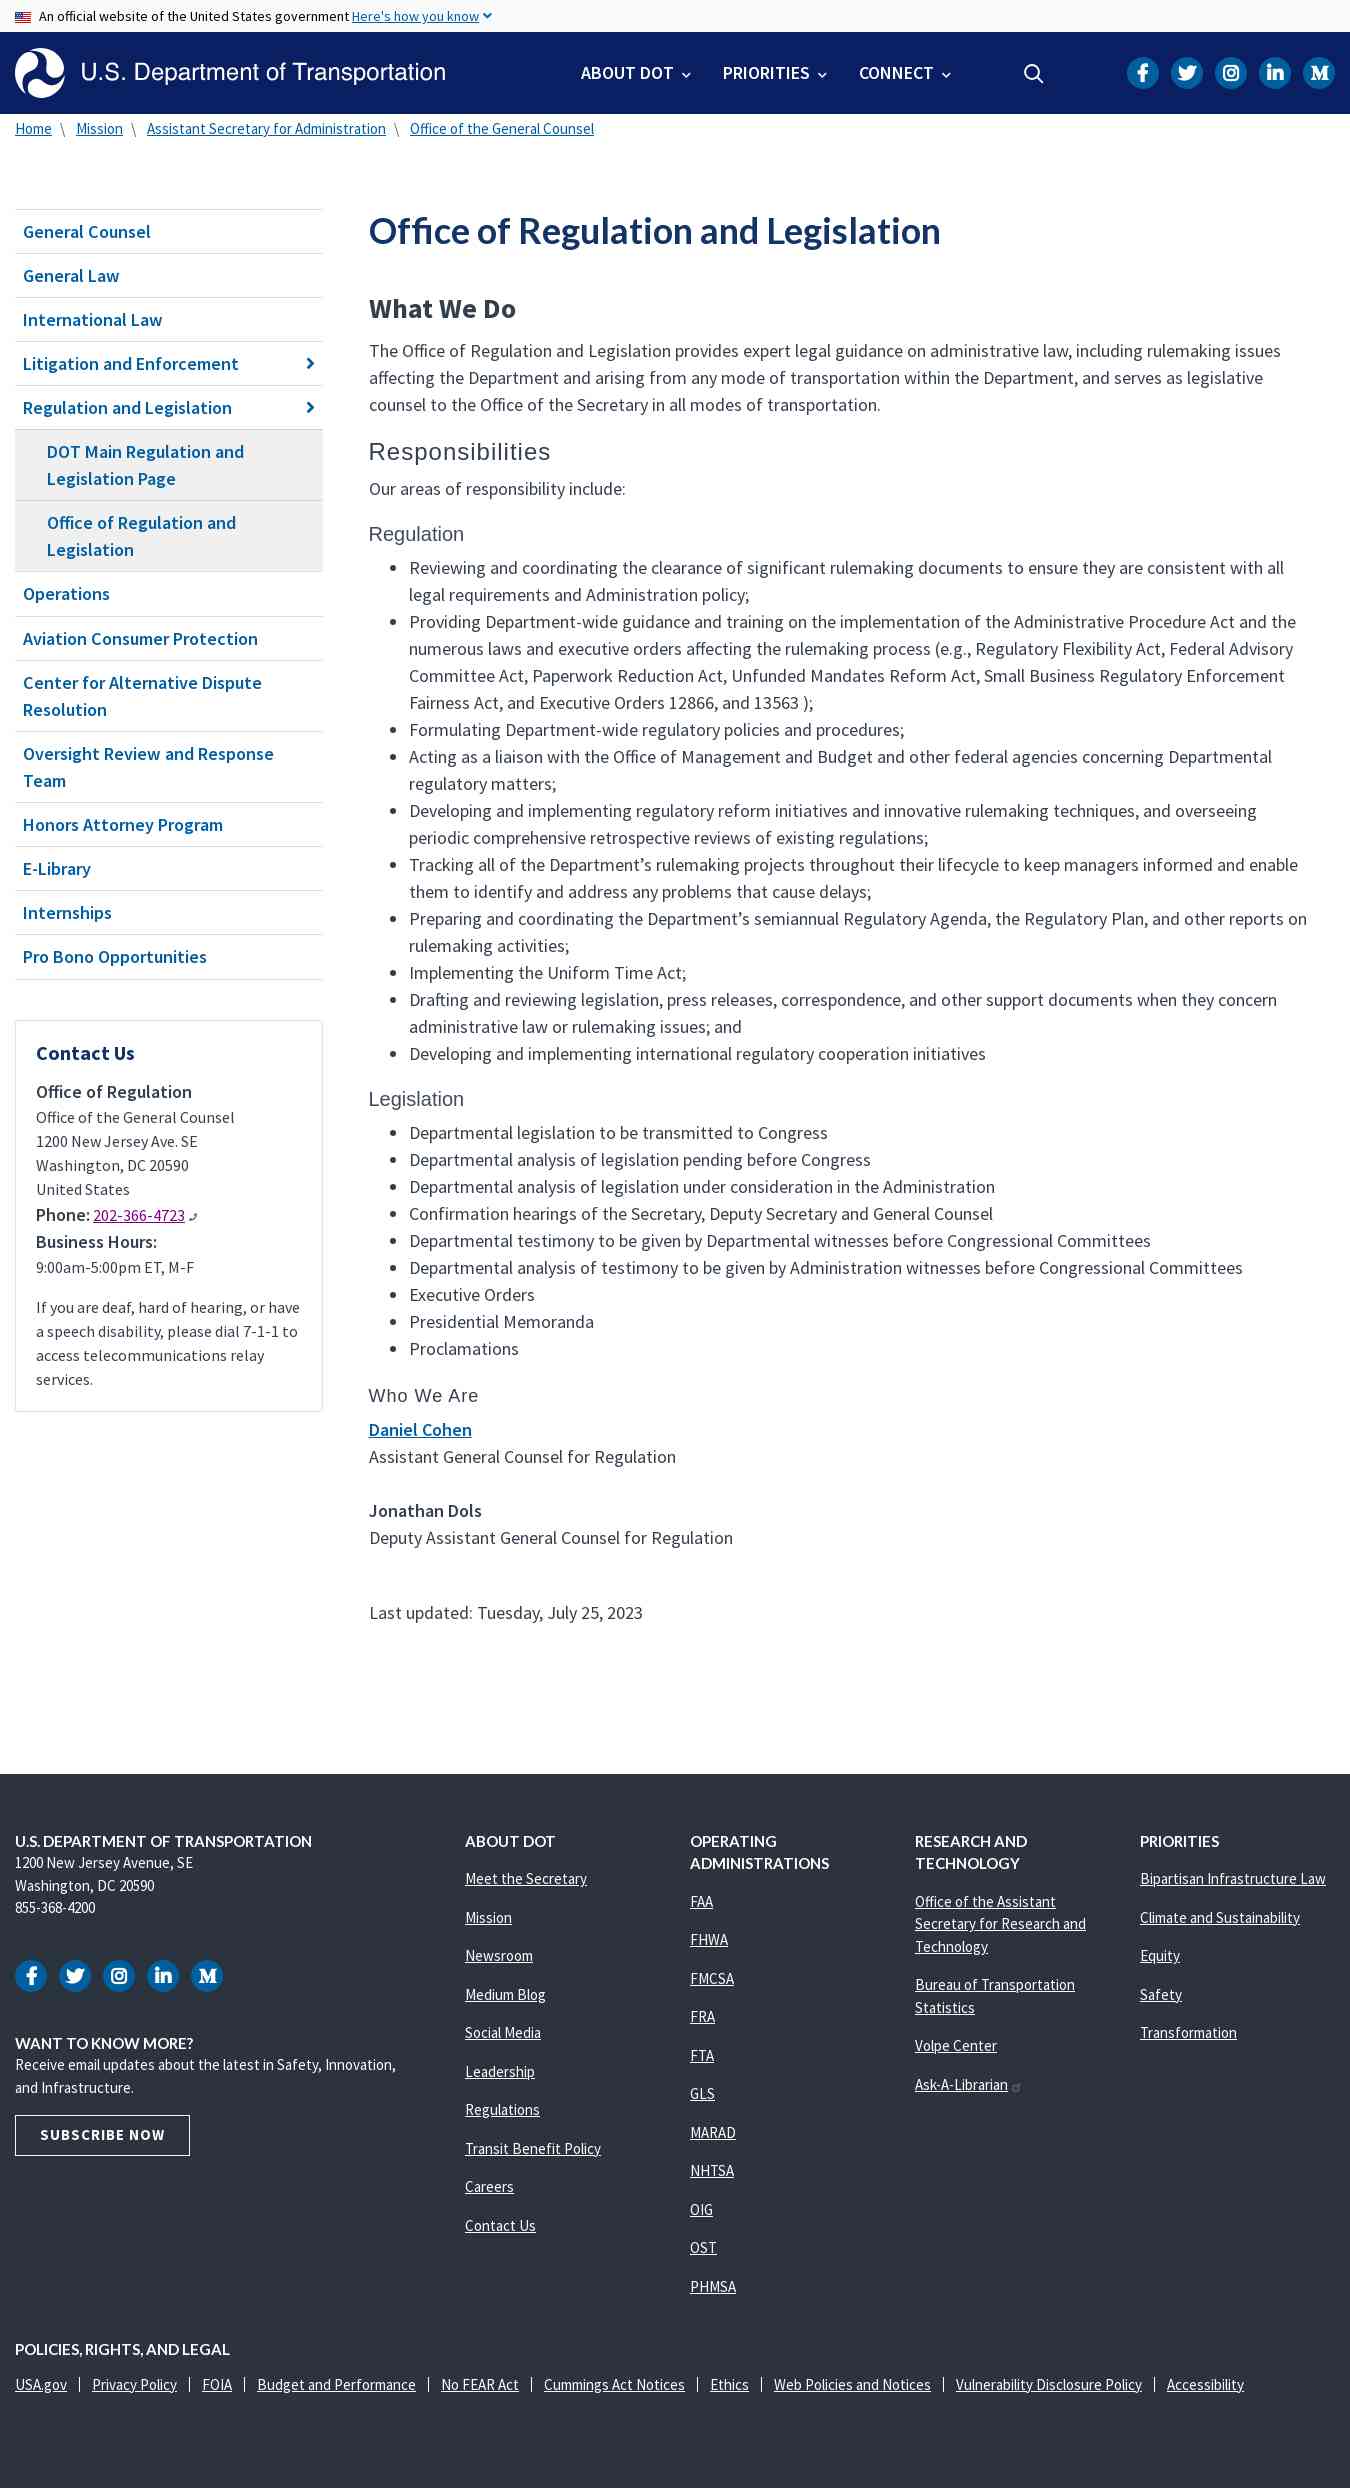 An official website of the United States government Here's how you know
U.S. Department of Transportation
ABOUT DOT
PRIORITIES
CONNECT
Home \ Mission \ Assistant Secretary for Administration \ Office of the General Counsel
General Counsel
General Law
International Law
Litigation and Enforcement
Regulation and Legislation
DOT Main Regulation and
Legislation Page
Office of Regulation and
Legislation
Operations
Aviation Consumer Protection
Center for Alternative Dispute
Resolution
Oversight Review and Response
Team
Honors Attorney Program
E-Library
Internships
Pro Bono Opportunities
Contact Us
Office of Regulation
Office of the General Counsel
1200 New Jersey Ave. SE
Washington, DC 20590
United States
Phone: 202-366-4723
Business Hours:
9:00am-5:00pm ET, M-F
If you are deaf, hard of hearing, or have
a speech disability, please dial 7-1-1 to
access telecommunications relay
services.
Office of Regulation and Legislation
What We Do
The Office of Regulation and Legislation provides expert legal guidance on administrative law, including rulemaking issues
affecting the Department and arising from any mode of transportation within the Department, and serves as legislative
counsel to the Office of the Secretary in all modes of transportation.
Responsibilities
Our areas of responsibility include:
Regulation
• Reviewing and coordinating the clearance of significant rulemaking documents to ensure they are consistent with all
legal requirements and Administration policy;
• Providing Department-wide guidance and training on the implementation of the Administrative Procedure Act and the
numerous laws and executive orders affecting the rulemaking process (e.g., Regulatory Flexibility Act, Federal Advisory
Committee Act, Paperwork Reduction Act, Unfunded Mandates Reform Act, Small Business Regulatory Enforcement
Fairness Act, and Executive Orders 12866, and 13563 );
• Formulating Department-wide regulatory policies and procedures;
• Acting as a liaison with the Office of Management and Budget and other federal agencies concerning Departmental
regulatory matters;
• Developing and implementing regulatory reform initiatives and innovative rulemaking techniques, and overseeing
periodic comprehensive retrospective reviews of existing regulations;
• Tracking all of the Department’s rulemaking projects throughout their lifecycle to keep managers informed and enable
them to identify and address any problems that cause delays;
• Preparing and coordinating the Department’s semiannual Regulatory Agenda, the Regulatory Plan, and other reports on
rulemaking activities;
• Implementing the Uniform Time Act;
• Drafting and reviewing legislation, press releases, correspondence, and other support documents when they concern
administrative law or rulemaking issues; and
• Developing and implementing international regulatory cooperation initiatives
Legislation
• Departmental legislation to be transmitted to Congress
• Departmental analysis of legislation pending before Congress
• Departmental analysis of legislation under consideration in the Administration
• Confirmation hearings of the Secretary, Deputy Secretary and General Counsel
• Departmental testimony to be given by Departmental witnesses before Congressional Committees
• Departmental analysis of testimony to be given by Administration witnesses before Congressional Committees
• Executive Orders
• Presidential Memoranda
• Proclamations
Who We Are
Daniel Cohen
Assistant General Counsel for Regulation
Jonathan Dols
Deputy Assistant General Counsel for Regulation
Last updated: Tuesday, July 25, 2023
U.S. DEPARTMENT OF TRANSPORTATION
1200 New Jersey Avenue, SE
Washington, DC 20590
855-368-4200
WANT TO KNOW MORE?
Receive email updates about the latest in Safety, Innovation,
and Infrastructure.
SUBSCRIBE NOW
ABOUT DOT
Meet the Secretary
Mission
Newsroom
Medium Blog
Social Media
Leadership
Regulations
Transit Benefit Policy
Careers
Contact Us
OPERATING
ADMINISTRATIONS
FAA
FHWA
FMCSA
FRA
FTA
GLS
MARAD
NHTSA
OIG
OST
PHMSA
RESEARCH AND
TECHNOLOGY
Office of the Assistant
Secretary for Research and
Technology
Bureau of Transportation
Statistics
Volpe Center
Ask-A-Librarian
PRIORITIES
Bipartisan Infrastructure Law
Climate and Sustainability
Equity
Safety
Transformation
POLICIES, RIGHTS, AND LEGAL
USA.gov | Privacy Policy | FOIA | Budget and Performance | No FEAR Act | Cummings Act Notices | Ethics | Web Policies and Notices | Vulnerability Disclosure Policy | Accessibility